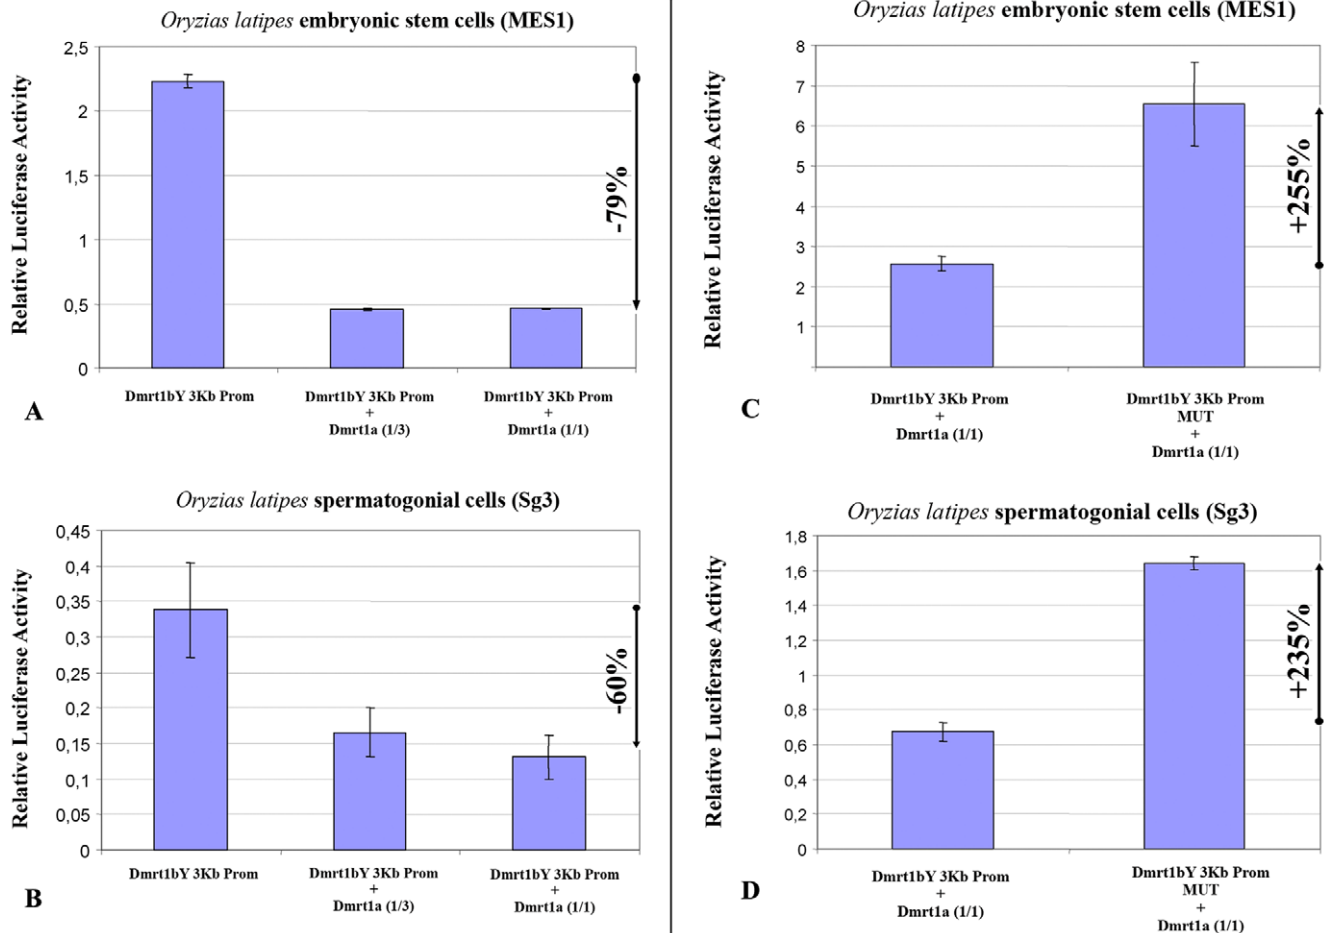 Oryzias latipes embryonic stem cells (MES1)
Relative Luciferase Activity
2,5
2
1,5
1
0,5
0
-79%
Dmrt1bY 3Kb Prom
Dmrt1bY 3Kb Prom
+
Dmrt1a (1/3)
Dmrt1bY 3Kb Prom
+
Dmrt1a (1/1)
A
Oryzias latipes spermatogonial cells (Sg3)
Relative Luciferase Activity
0,45
0,4
0,35
0,3
0,25
0,2
0,15
0,1
0,05
0
-60%
Dmrt1bY 3Kb Prom
Dmrt1bY 3Kb Prom
+
Dmrt1a (1/3)
Dmrt1bY 3Kb Prom
+
Dmrt1a (1/1)
B
Oryzias latipes embryonic stem cells (MES1)
Relative Luciferase Activity
8
7
6
5
4
3
2
1
+255%
Dmrt1bY 3Kb Prom
+
Dmrt1a (1/1)
Dmrt1bY 3Kb Prom
MUT
+
Dmrt1a (1/1)
C
Oryzias latipes spermatogonial cells (Sg3)
Relative Luciferase Activity
1,8
1,6
1,4
1,2
1
0,8
0,6
0,4
0,2
0
+235%
Dmrt1bY 3Kb Prom
+
Dmrt1a (1/1)
Dmrt1bY 3Kb Prom
MUT
+
Dmrt1a (1/1)
D